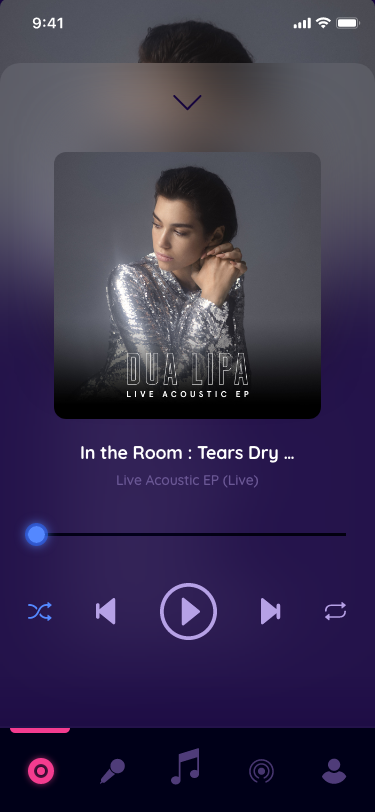 9:41
DUA LIPA
LIVE ACOUSTIC EP
In the Room : Tears Dry ...
Live Acoustic EP (Live)